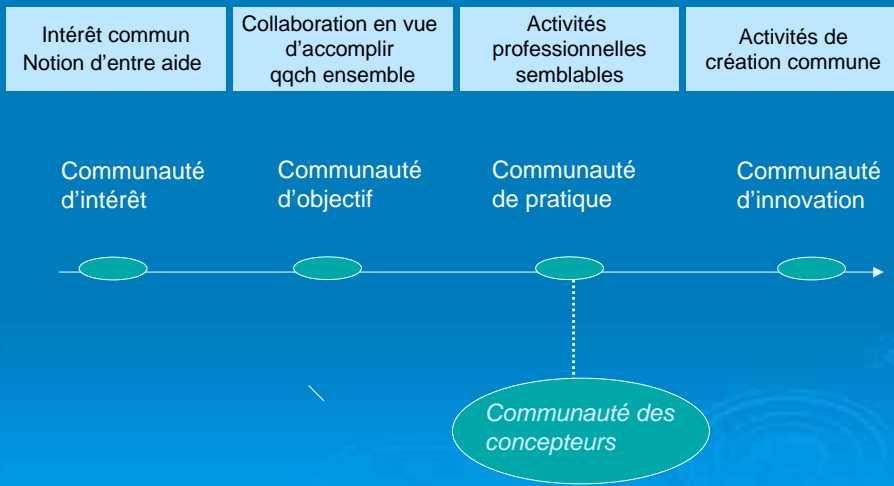 Intérêt commun
Notion d'entre aide
Collaboration en vue
d'accomplir
qqch ensemble
Activités
professionnelles
semblables
Activités de
création commune
Communauté
d'intérêt
Communauté
d'objectif
Communauté
de pratique
Communauté
d'innovation
Communauté des
concepteurs